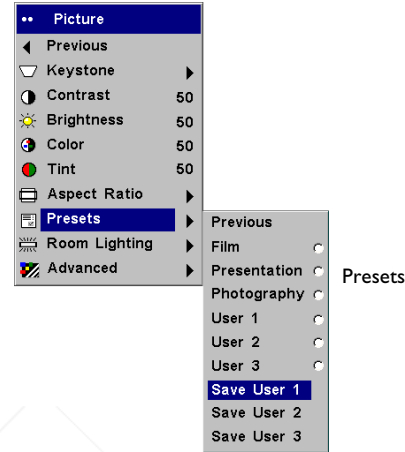 Picture
Previous
Keystone
Contrast 50
Brightness 50
Color 50
Tint 50
Aspect Ratio
Presets
Room Lighting
Advanced
Previous
Film
Presentation
Photography
User 1
User 2
User 3
Save User 1
Save User 2
Save User 3
Presets